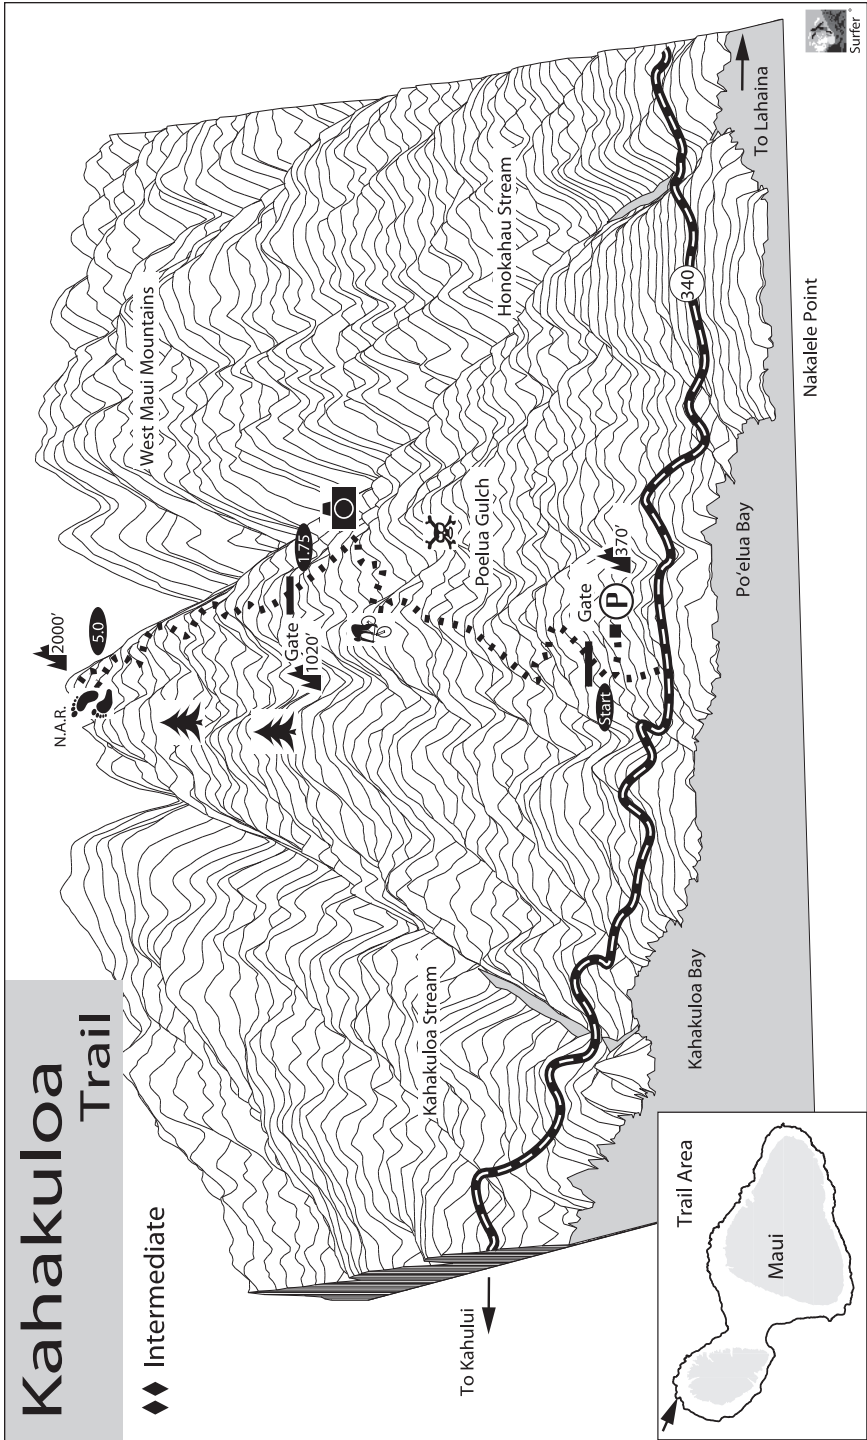 Kahakuloa
Trail
Intermediate
N.A.R.
2000’
5.0
West Maui Mountains
Gate
1020’
1.75
Honokahau Stream
Kahakuloa Stream
Poelua Gulch
Start
Gate
P
370’
340
To Kahului
To Lahaina
Kahakuloa Bay
Po’elua Bay
Nakalele Point
Trail Area
Maui
Surfer